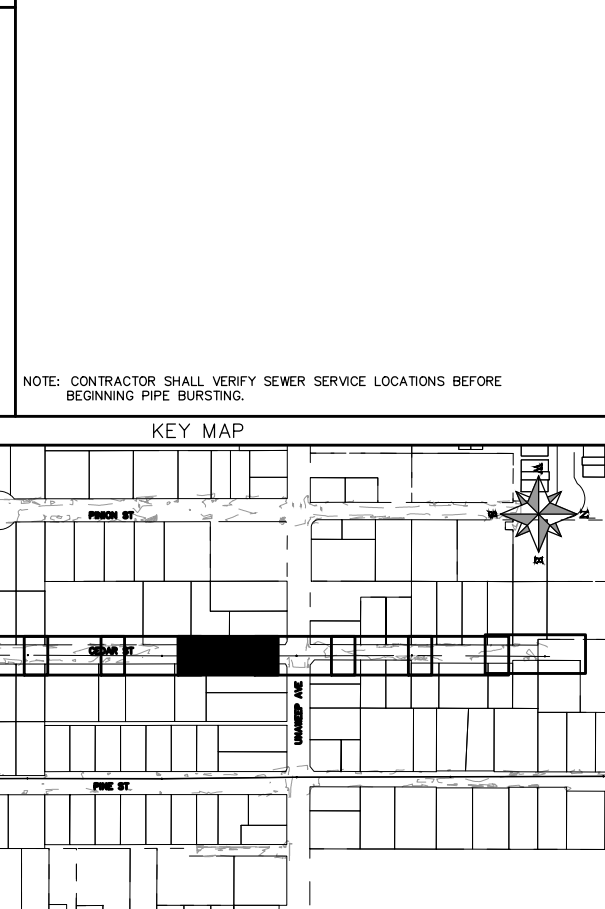 NOTE: CONTRACTOR SHALL VERIFY SEWER SERVICE LOCATIONS BEFORE
BEGINNING PIPE BURSTING.
KEY MAP
W
PINION ST
N
CEDAR ST
UNAWEEP AVE
PINE ST